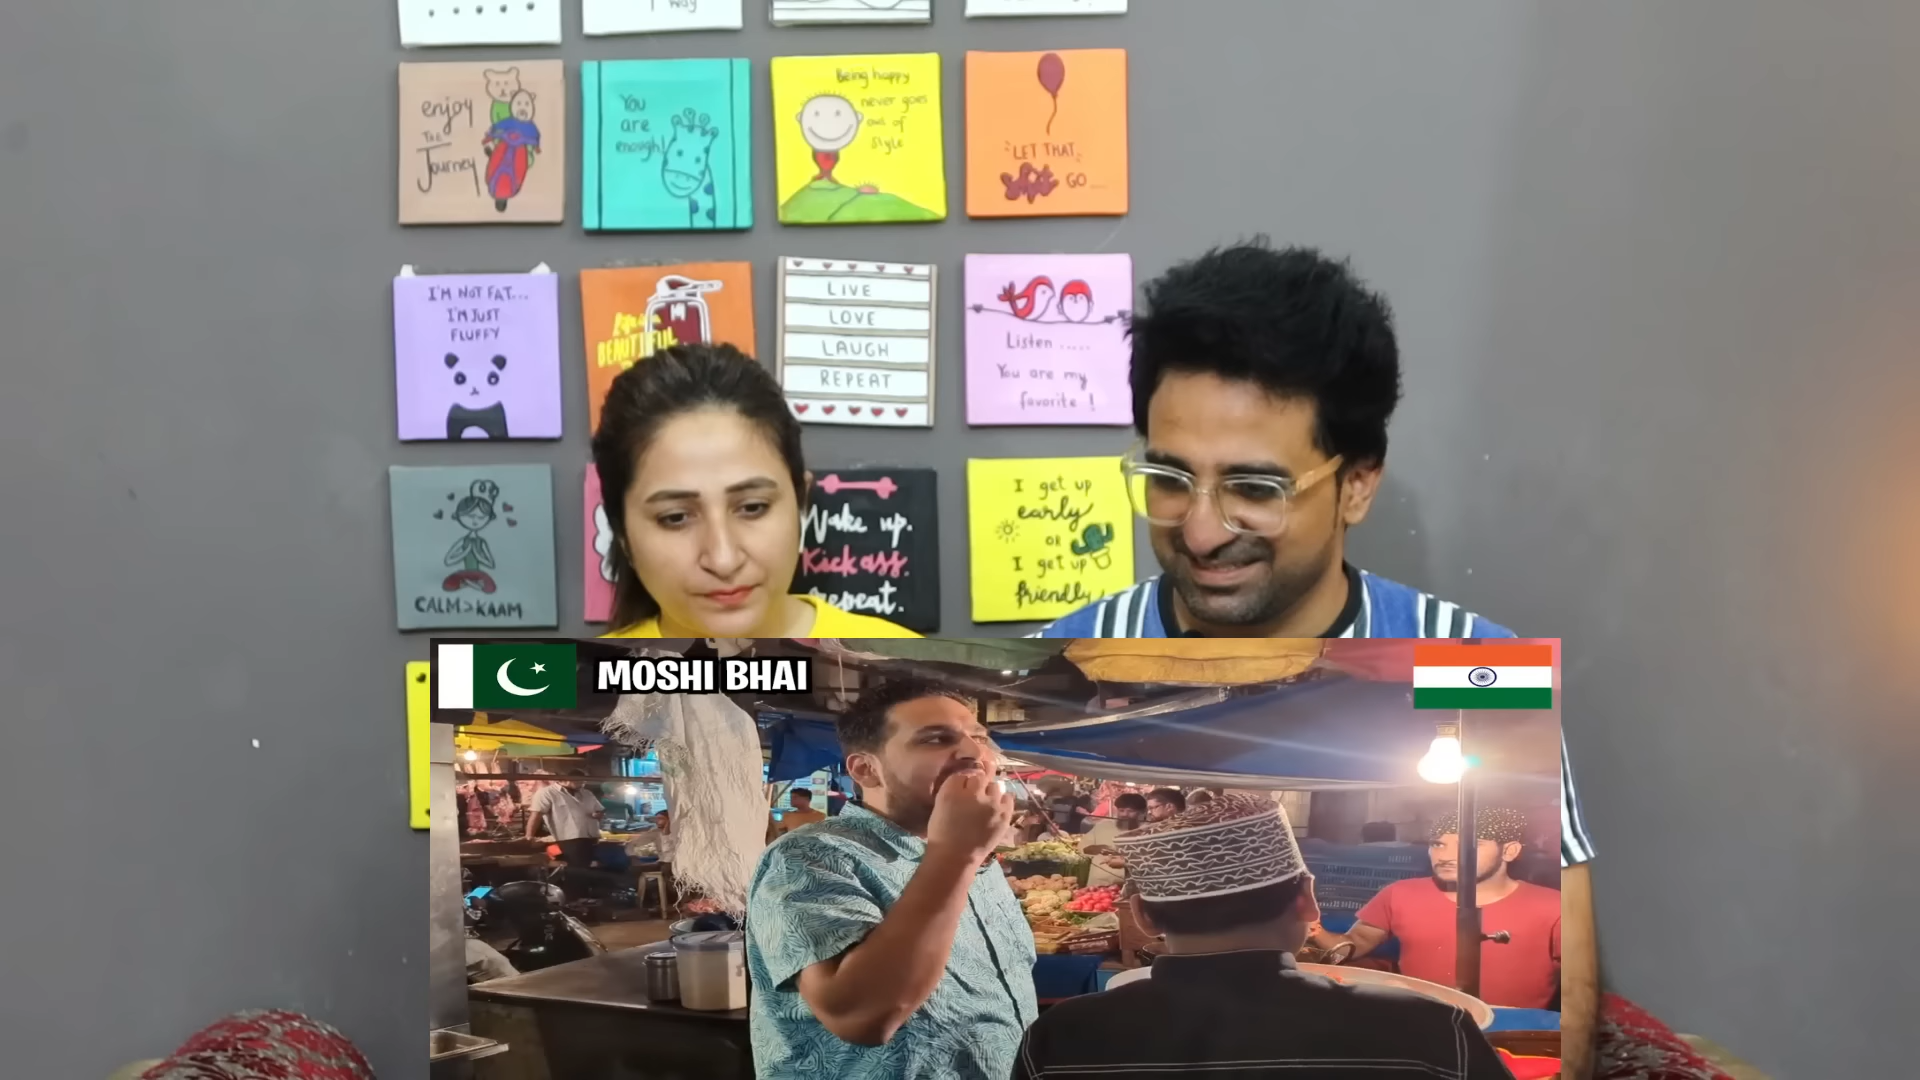 way
enjoy
THE
Journey
You
are
enough!
Being happy
never goes
out of
style
"LET THAT
GO...
I'M NOT FAT...
I'M JUST
FLUFFY
BEAUTIFUL
LIVE
LOVE
LAUGH
REPEAT
Listen .....
You are my
favorite !
CALM>KAAM
Wake up.
Kick ass.
repeat.
I get up
early
OR
I get up
friendly
MOSHI BHAI